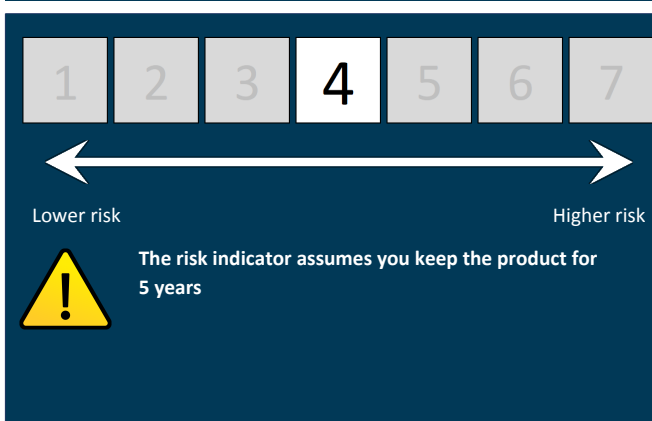 1 2 3 4 5 6 7
Lower risk Higher risk
!
The risk indicator assumes you keep the product for
5 years